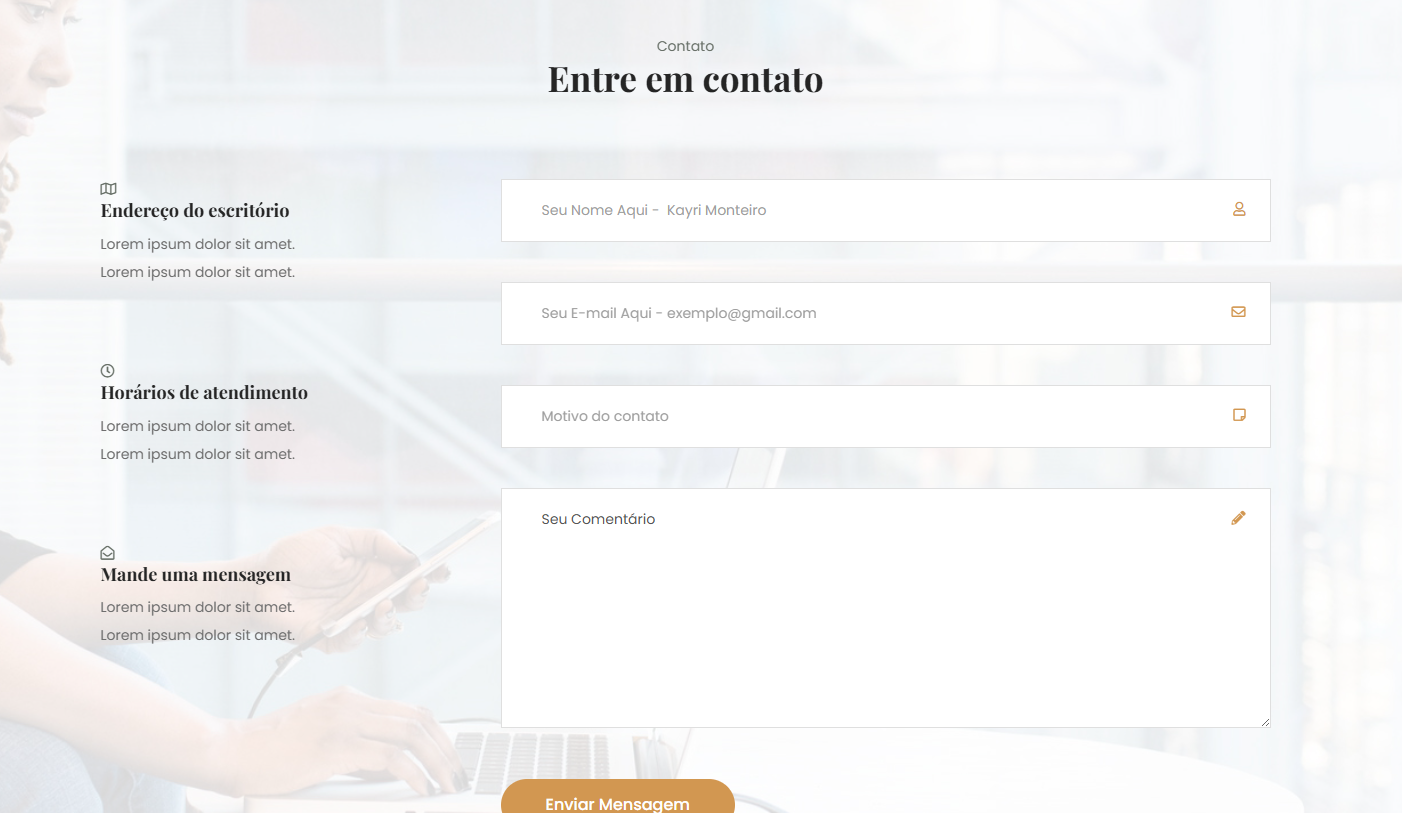 Contato
Entre em contato
Endereço do escritório
Lorem ipsum dolor sit amet.
Lorem ipsum dolor sit amet.
Horários de atendimento
Lorem ipsum dolor sit amet.
Lorem ipsum dolor sit amet.
Mande uma mensagem
Lorem ipsum dolor sit amet.
Lorem ipsum dolor sit amet.
Seu Nome Aqui - Kayri Monteiro
Seu E-mail Aqui - exemplo@gmail.com
Motivo do contato
Seu Comentário
Enviar Mensagem